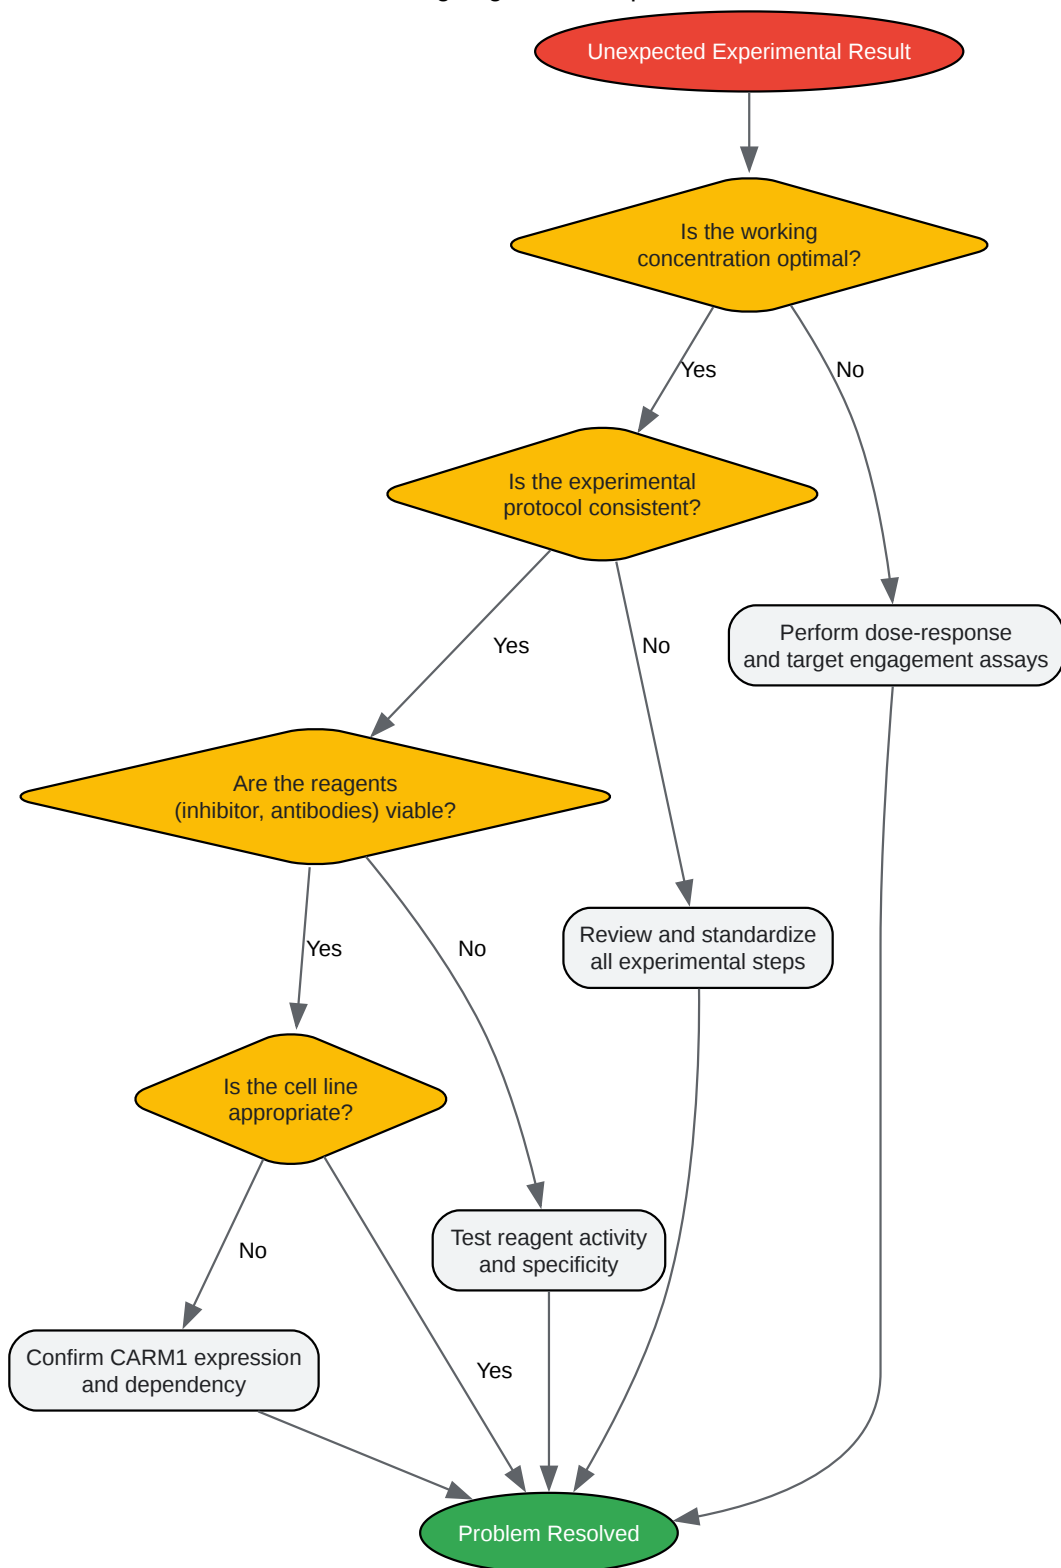 Unexpected Experimental Result
Is the working
concentration optimal?
Yes
No
Is the experimental
protocol consistent?
Yes
No
Perform dose-response
and target engagement assays
Are the reagents
(inhibitor, antibodies) viable?
Yes
No
Review and standardize
all experimental steps
Is the cell line
appropriate?
No
Yes
Test reagent activity
and specificity
Confirm CARM1 expression
and dependency
Problem Resolved